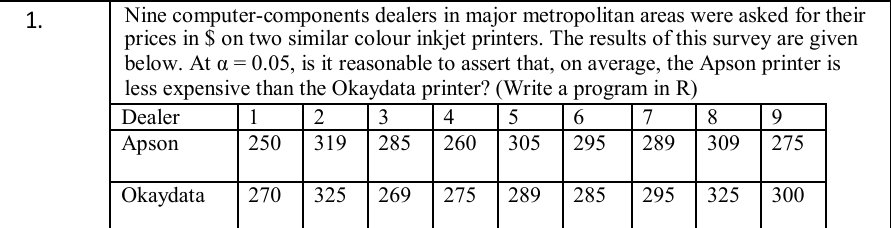 1.
Nine computer-components dealers in major metropolitan areas were asked for their
prices in $ on two similar colour inkjet printers. The results of this survey are given
below. At α = 0.05, is it reasonable to assert that, on average, the Apson printer is
less expensive than the Okaydata printer? (Write a program in R)
Dealer 1 2 3 4 5 6 7 8 9
Apson 250 319 285 260 305 295 289 309 275
Okaydata 270 325 269 275 289 285 295 325 300